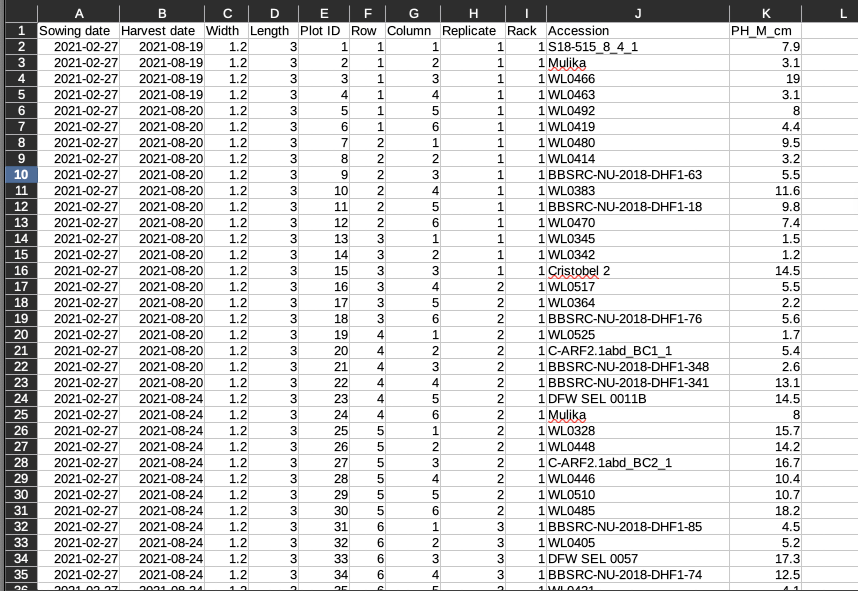 A B C D E F G H I J K L
1 Sowing date Harvest date Width Length Plot ID Row Column Replicate Rack Accession PH_M_cm
2 2021-02-27 2021-08-19 1.2 3 1 1 1 1 1 S18-515_8_4_1 7.9
3 2021-02-27 2021-08-19 1.2 3 2 1 2 1 1 Mulika 3.1
4 2021-02-27 2021-08-19 1.2 3 3 1 3 1 1 WL0466 19
5 2021-02-27 2021-08-19 1.2 3 4 1 4 1 1 WL0463 3.1
6 2021-02-27 2021-08-20 1.2 3 5 1 5 1 1 WL0492 8
7 2021-02-27 2021-08-20 1.2 3 6 1 6 1 1 WL0419 4.4
8 2021-02-27 2021-08-20 1.2 3 7 2 1 1 1 WL0480 9.5
9 2021-02-27 2021-08-20 1.2 3 8 2 2 1 1 WL0414 3.2
10 2021-02-27 2021-08-20 1.2 3 9 2 3 1 1 BBSRC-NU-2018-DHF1-63 5.5
11 2021-02-27 2021-08-20 1.2 3 10 2 4 1 1 WL0383 11.6
12 2021-02-27 2021-08-20 1.2 3 11 2 5 1 1 BBSRC-NU-2018-DHF1-18 9.8
13 2021-02-27 2021-08-20 1.2 3 12 2 6 1 1 WL0470 7.4
14 2021-02-27 2021-08-20 1.2 3 13 3 1 1 1 WL0345 1.5
15 2021-02-27 2021-08-20 1.2 3 14 3 2 1 1 WL0342 1.2
16 2021-02-27 2021-08-20 1.2 3 15 3 3 1 1 Cristobel 2 14.5
17 2021-02-27 2021-08-20 1.2 3 16 3 4 2 1 WL0517 5.5
18 2021-02-27 2021-08-20 1.2 3 17 3 5 2 1 WL0364 2.2
19 2021-02-27 2021-08-20 1.2 3 18 3 6 2 1 BBSRC-NU-2018-DHF1-76 5.6
20 2021-02-27 2021-08-20 1.2 3 19 4 1 2 1 WL0525 1.7
21 2021-02-27 2021-08-20 1.2 3 20 4 2 2 1 C-ARF2.1abd_BC1_1 5.4
22 2021-02-27 2021-08-20 1.2 3 21 4 3 2 1 BBSRC-NU-2018-DHF1-348 2.6
23 2021-02-27 2021-08-20 1.2 3 22 4 4 2 1 BBSRC-NU-2018-DHF1-341 13.1
24 2021-02-27 2021-08-24 1.2 3 23 4 5 2 1 DFW SEL 0011B 14.5
25 2021-02-27 2021-08-24 1.2 3 24 4 6 2 1 Mulika 8
26 2021-02-27 2021-08-24 1.2 3 25 5 1 2 1 WL0328 15.7
27 2021-02-27 2021-08-24 1.2 3 26 5 2 2 1 WL0448 14.2
28 2021-02-27 2021-08-24 1.2 3 27 5 3 2 1 C-ARF2.1abd_BC2_1 16.7
29 2021-02-27 2021-08-24 1.2 3 28 5 4 2 1 WL0446 10.4
30 2021-02-27 2021-08-24 1.2 3 29 5 5 2 1 WL0510 10.7
31 2021-02-27 2021-08-24 1.2 3 30 5 6 2 1 WL0485 18.2
32 2021-02-27 2021-08-24 1.2 3 31 6 1 3 1 BBSRC-NU-2018-DHF1-85 4.5
33 2021-02-27 2021-08-24 1.2 3 32 6 2 3 1 WL0405 5.2
34 2021-02-27 2021-08-24 1.2 3 33 6 3 3 1 DFW SEL 0057 17.3
35 2021-02-27 2021-08-24 1.2 3 34 6 4 3 1 BBSRC-NU-2018-DHF1-74 12.5